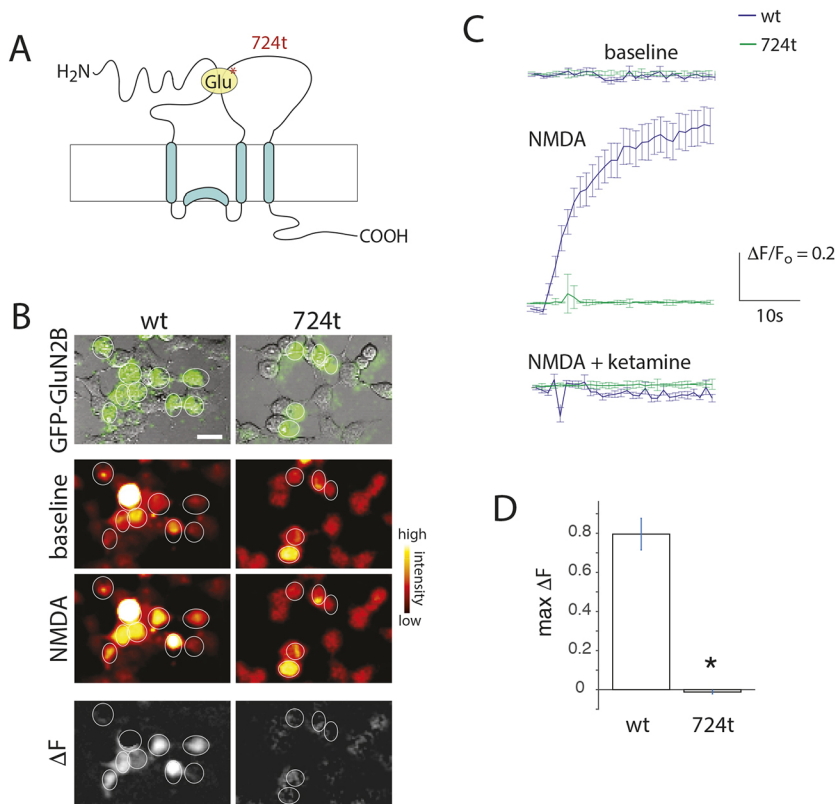 A
724t
H₂N
Glu
*
COOH
B
wt
724t
GFP-GluN2B
baseline
NMDA
ΔF
high
intensity
low
C
wt
724t
baseline
NMDA
ΔF/Fₒ = 0.2
10s
NMDA + ketamine
D
max ΔF
0.8
0.6
0.4
0.2
0
*
wt
724t